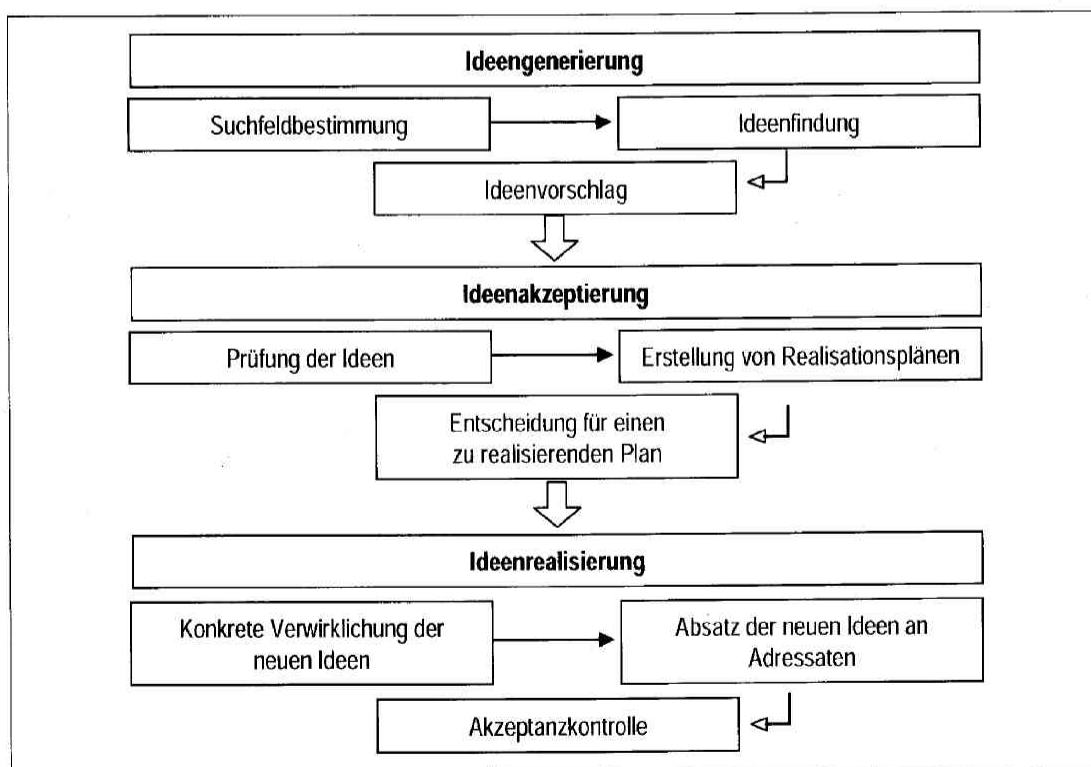 Ideengenerierung
Suchfeldbestimmung
Ideenfindung
Ideenvorschlag
Ideenakzeptierung
Prüfung der Ideen
Erstellung von Realisationsplänen
Entscheidung für einen
zu realisierenden Plan
Ideenrealisierung
Konkrete Verwirklichung der
neuen Ideen
Absatz der neuen Ideen an
Adressaten
Akzeptanzkontrolle